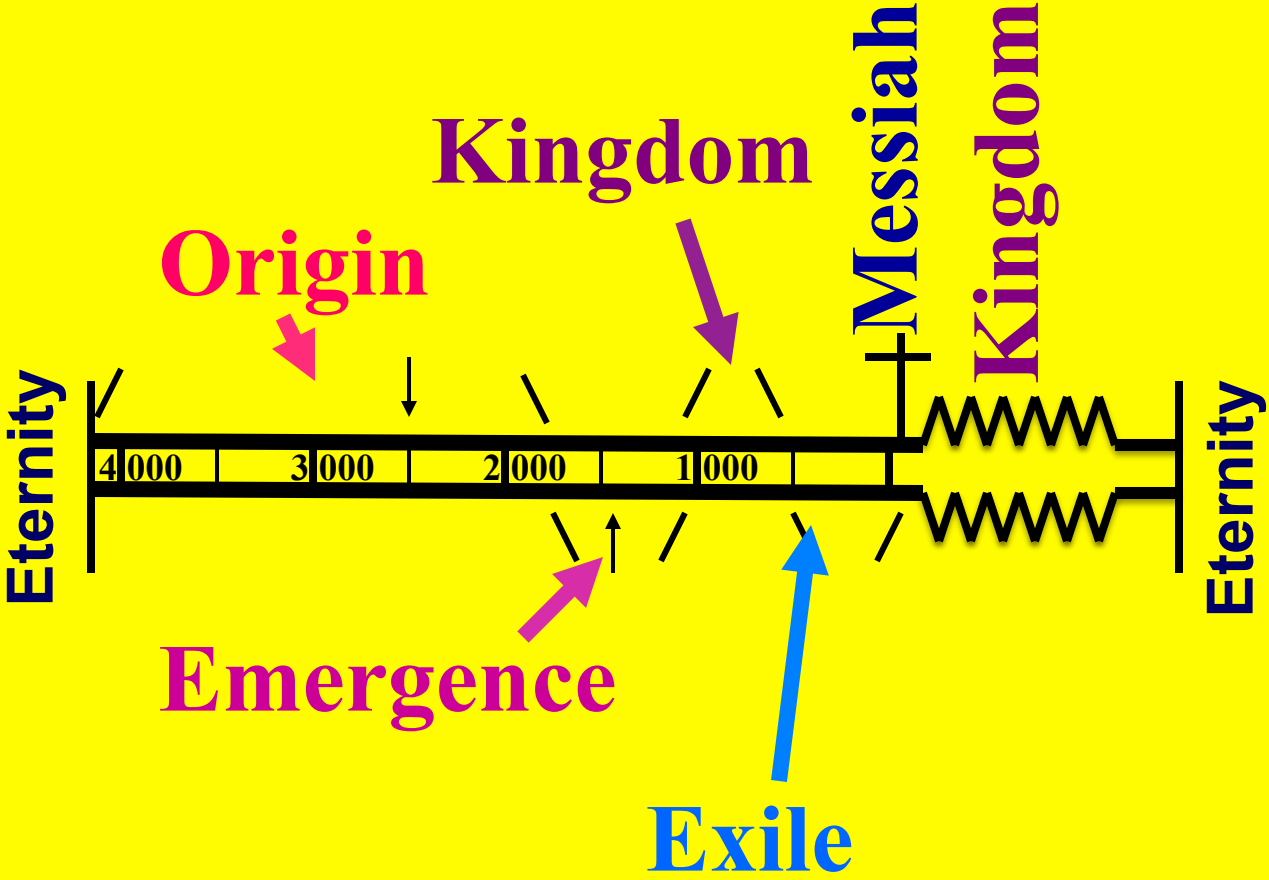 Messiah
Kingdom
Kingdom
Origin
Eternity
4 000 3 000 2 000 1 000
Eternity
Emergence
Exile